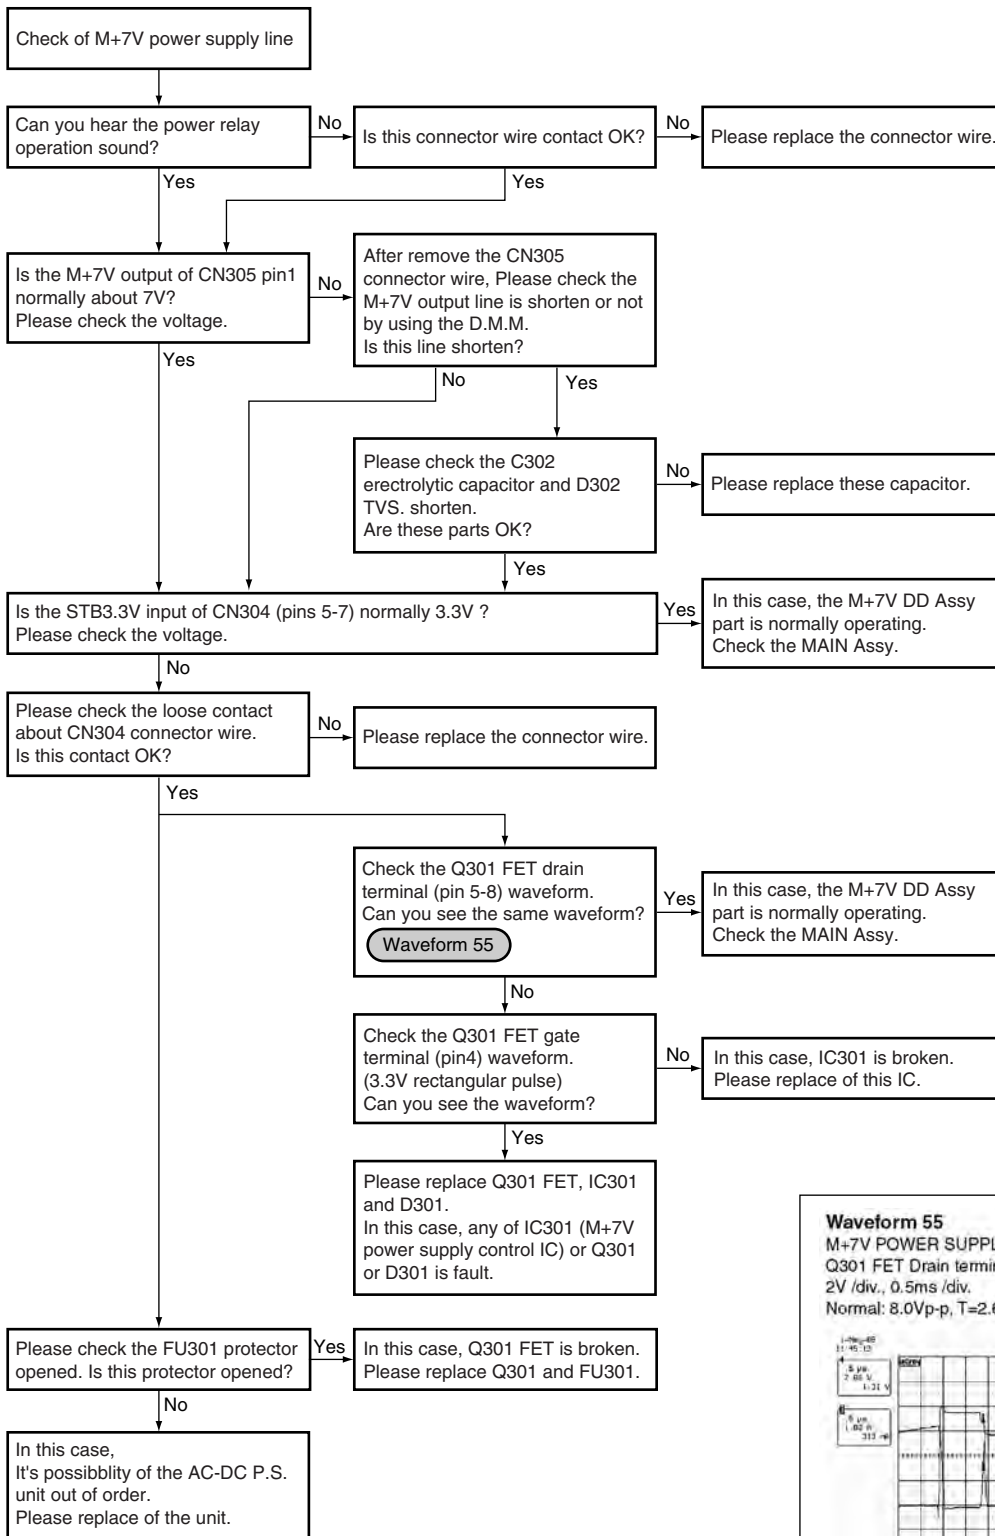 Check of M+7V power supply line
Can you hear the power relay
operation sound?
No
Is this connector wire contact OK?
No
Please replace the connector wire.
Yes
Yes
Is the M+7V output of CN305 pin1
normally about 7V?
Please check the voltage.
No
After remove the CN305
connector wire, Please check the
M+7V output line is shorten or not
by using the D.M.M.
Is this line shorten?
Yes
No
Yes
Please check the C302
erectrolytic capacitor and D302
TVS. shorten.
Are these parts OK?
No
Please replace these capacitor.
Yes
Is the STB3.3V input of CN304 (pins 5-7) normally 3.3V ?
Please check the voltage.
Yes
In this case, the M+7V DD Assy
part is normally operating.
Check the MAIN Assy.
No
Please check the loose contact
about CN304 connector wire.
Is this contact OK?
No
Please replace the connector wire.
Yes
Check the Q301 FET drain
terminal (pin 5-8) waveform.
Can you see the same waveform?
Waveform 55
Yes
In this case, the M+7V DD Assy
part is normally operating.
Check the MAIN Assy.
No
Check the Q301 FET gate
terminal (pin4) waveform.
(3.3V rectangular pulse)
Can you see the waveform?
No
In this case, IC301 is broken.
Please replace of this IC.
Yes
Please replace Q301 FET, IC301
and D301.
In this case, any of IC301 (M+7V
power supply control IC) or Q301
or D301 is fault.
Please check the FU301 protector
opened. Is this protector opened?
Yes
In this case, Q301 FET is broken.
Please replace Q301 and FU301.
No
In this case,
It's possibblity of the AC-DC P.S.
unit out of order.
Please replace of the unit.
Waveform 55
M+7V POWER SUPPL
Q301 FET Drain termin
2V /div., 0.5ms /div.
Normal: 8.0Vp-p, T=2.6